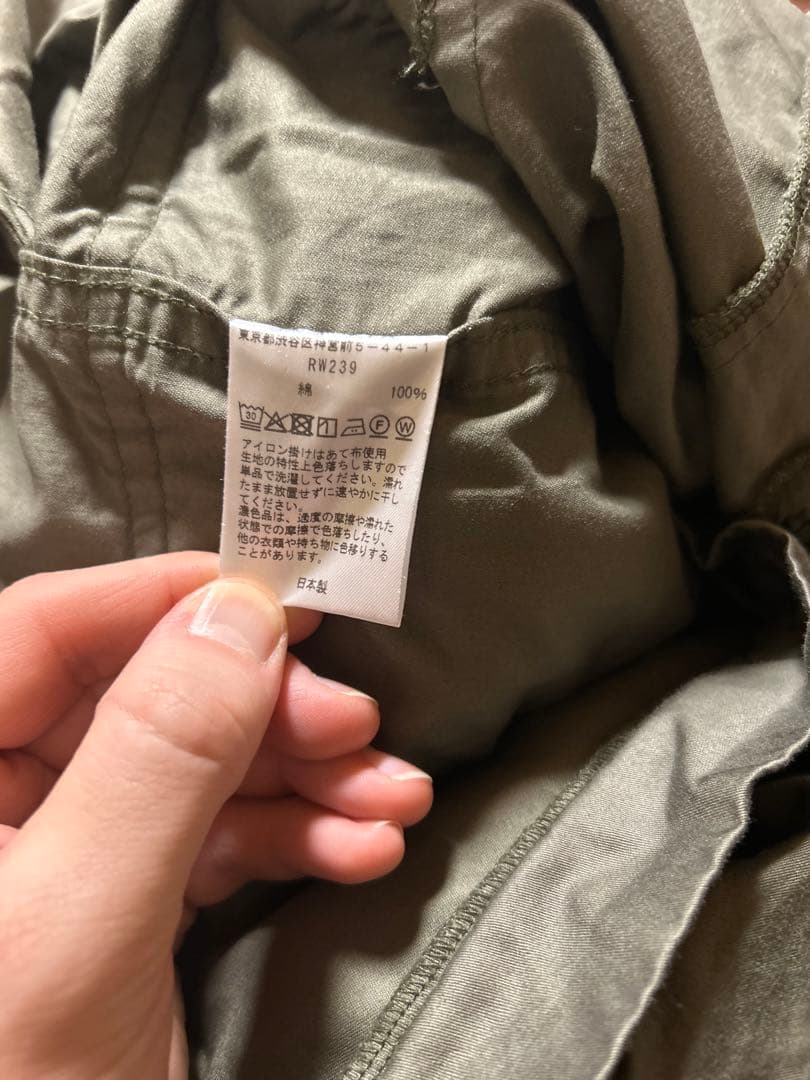 東京都渋谷区神宮前5-44-1
RW239
綿 100%
30 F W
アイロン掛けはあて布使用
生地の特性上色落ちしますので
単品で洗濯してください。濡れ
たまま放置せずに速やかに干し
てください。
濃色品は、過度の摩擦や濡れた
状態での摩擦で色落ちしたり、
他の衣類や持ち物に色移りする
ことがあります。
日本製